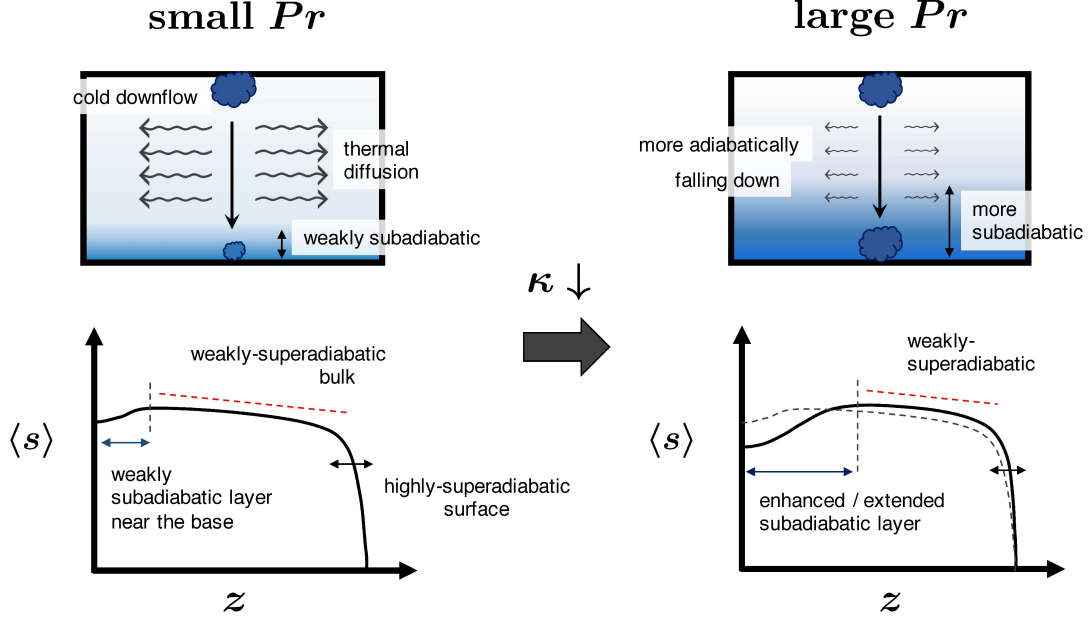 small Pr
cold downflow
thermal
diffusion
weakly subadiabatic
weakly-superadiabatic
bulk
⟨s⟩
weakly
subadiabatic layer
near the base
highly-superadiabatic
surface
z
κ ↓
large Pr
more adiabatically
falling down
more
subadiabatic
weakly-
superadiabatic
⟨s⟩
enhanced / extended
subadiabatic layer
z